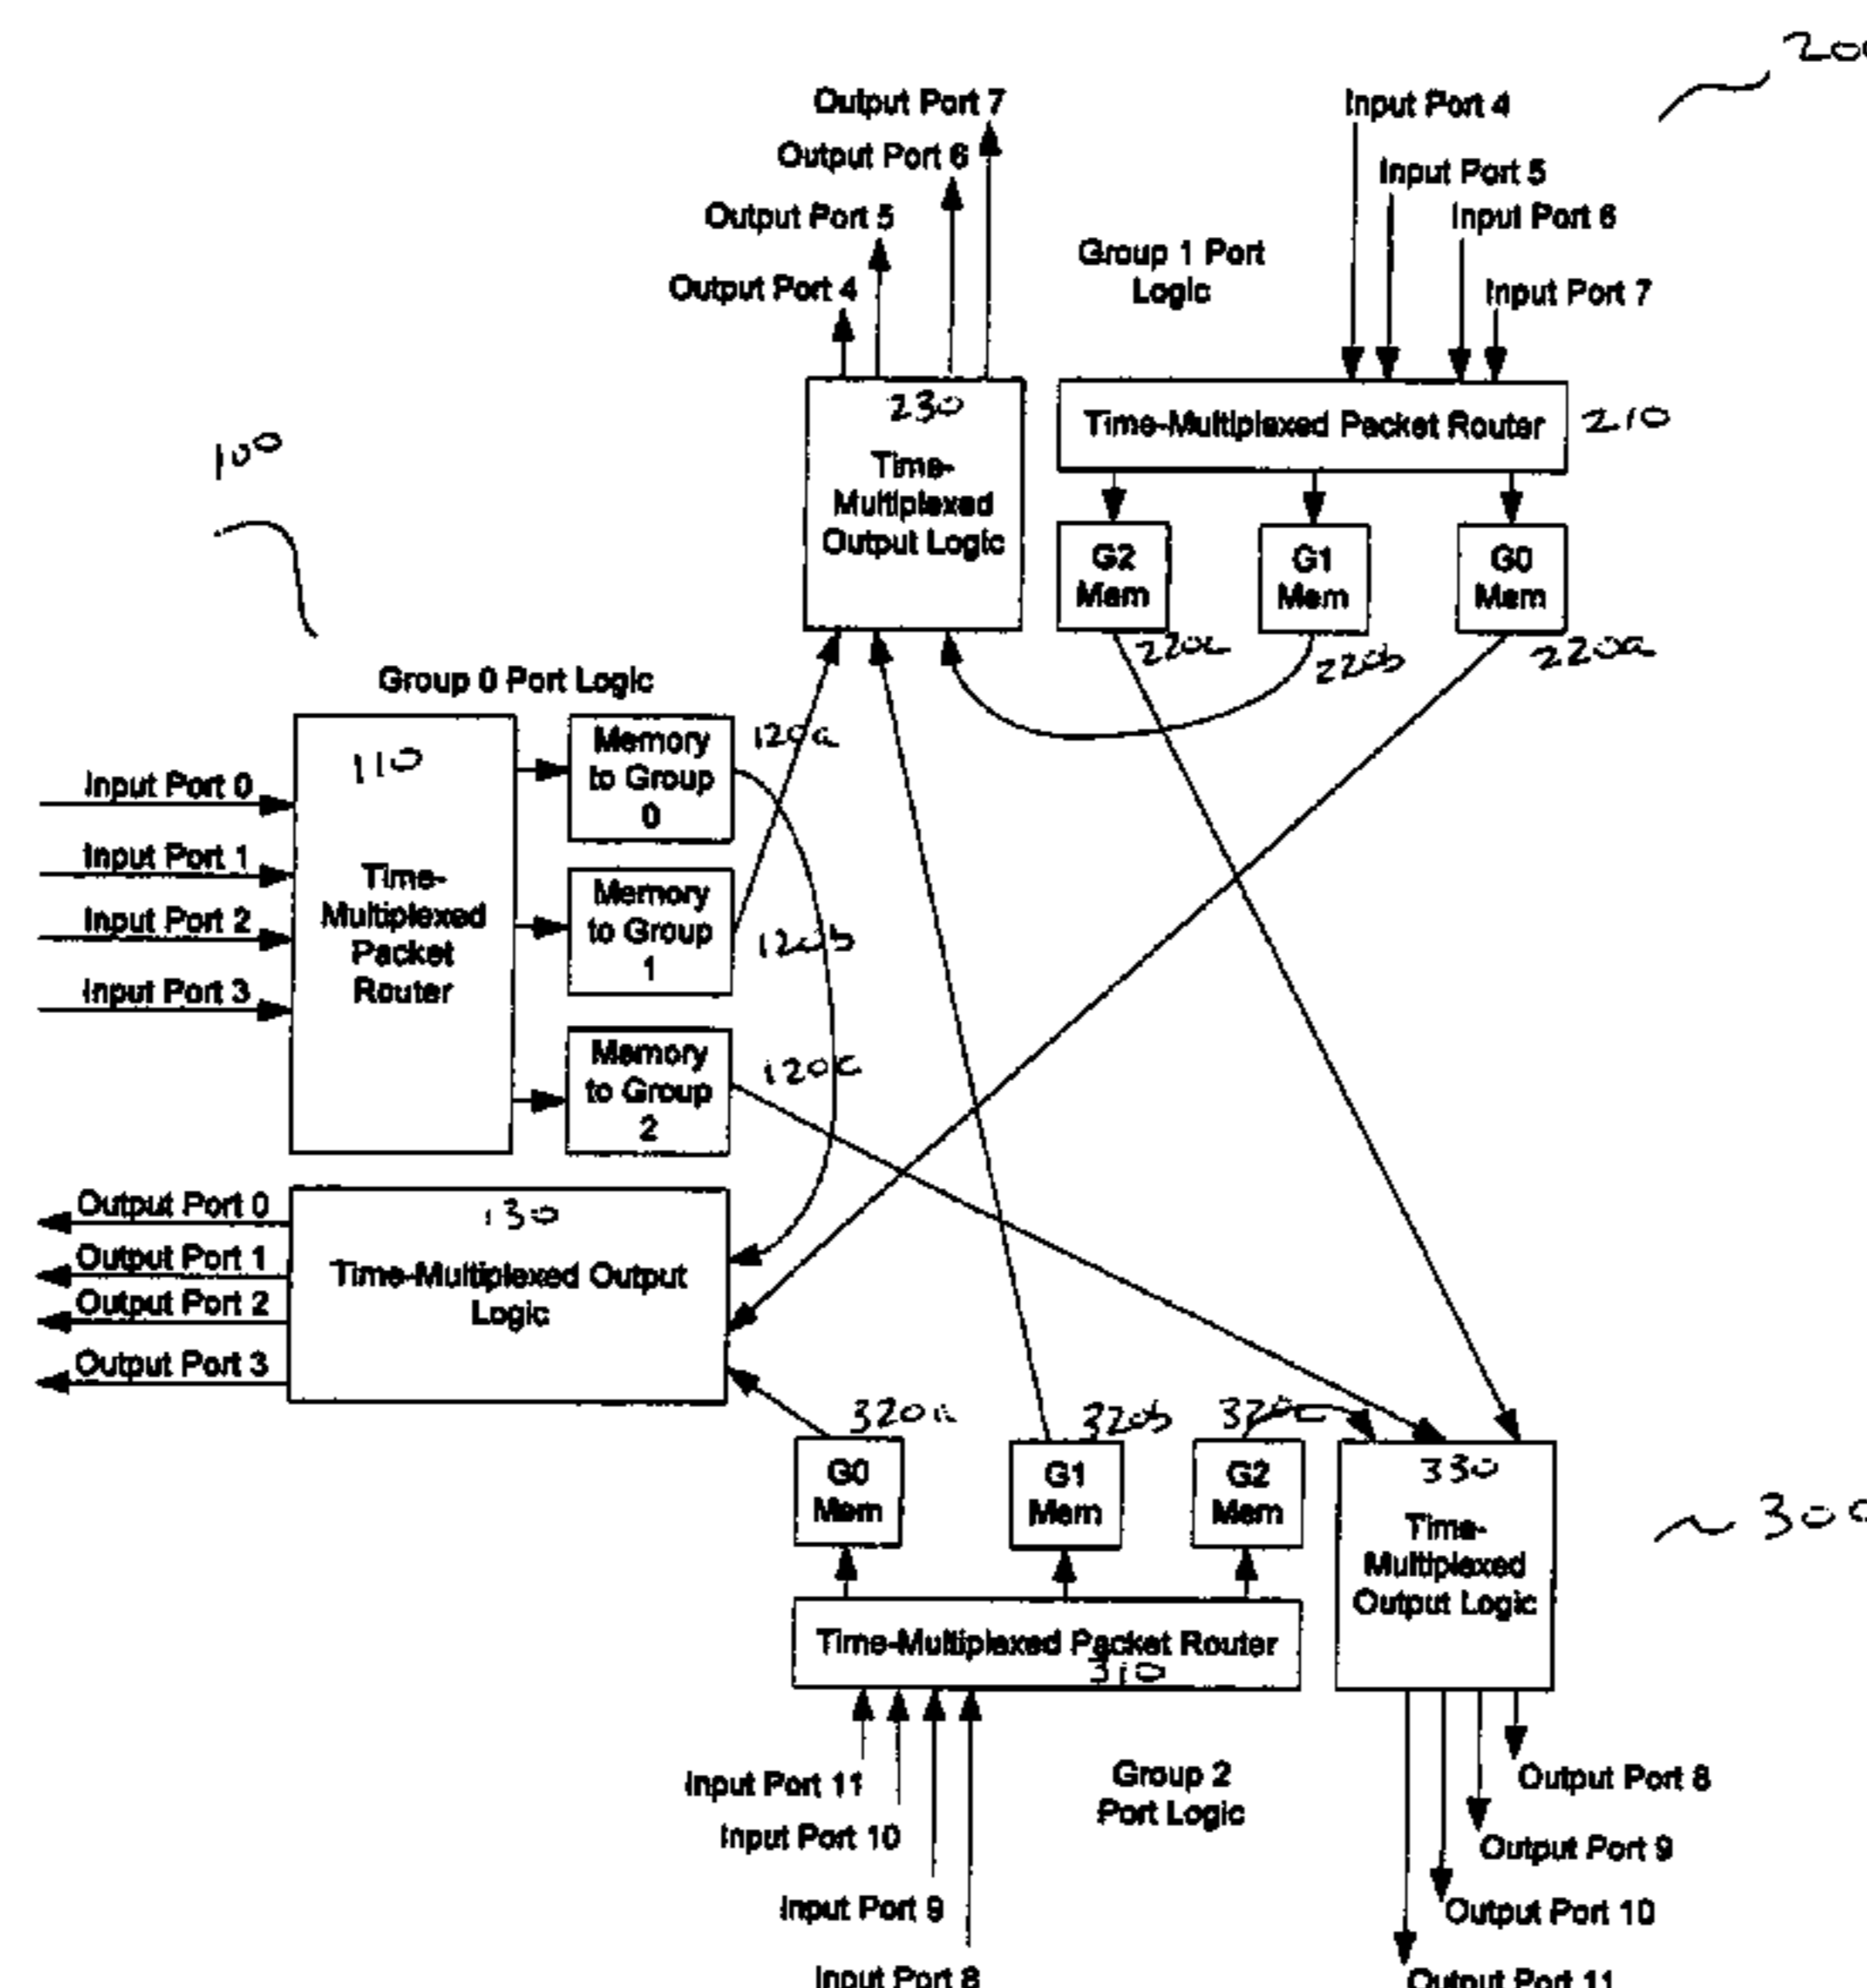 200
Output Port 7
Input Port 4
Output Port 6
Input Port 5
Output Port 5
Input Port 6
Group 1 Port
Logic
Output Port 4
Input Port 7
230
Time-
Multiplexed
Output Logic
Time-Multiplexed Packet Router
210
100
G2
Mem
G1
Mem
G0
Mem
220c
220b
220a
Group 0 Port Logic
110
Time-
Multiplexed
Packet
Router
Input Port 0
Input Port 1
Input Port 2
Input Port 3
Memory
to Group
0
120a
Memory
to Group
1
120b
Memory
to Group
2
120c
Output Port 0
Output Port 1
Output Port 2
Output Port 3
130
Time-Multiplexed Output
Logic
320a
320b
320c
G0
Mem
G1
Mem
G2
Mem
330
Time-
Multiplexed
Output Logic
300
Time-Multiplexed Packet Router
310
Input Port 11
Input Port 10
Input Port 9
Input Port 8
Group 2
Port Logic
Output Port 8
Output Port 9
Output Port 10
Output Port 11